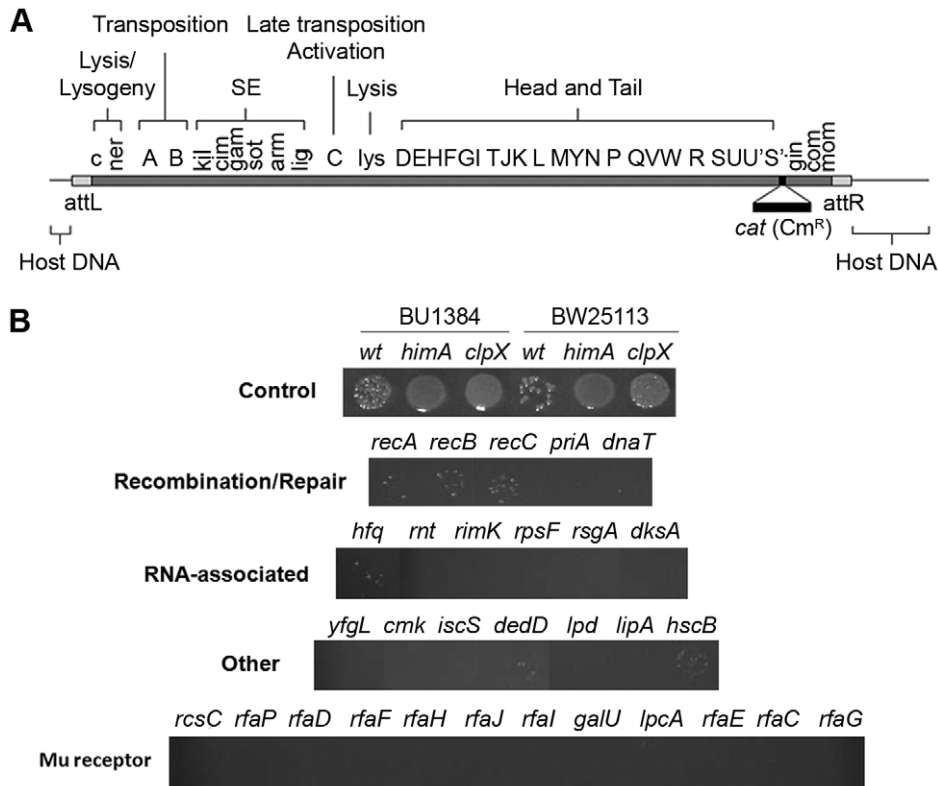 A
Transposition
Late transposition
Activation
Lysis/
Lysogeny
SE
Lysis
Head and Tail
c ner A B kil cim gam sot arm lig C lys DEHFGI TJK L MYN P QVW R SUU'S' gin com mom
attL
attR
cat (CmR)
Host DNA
Host DNA
B
BU1384 BW25113
wt himA clpX wt himA clpX
Control
recA recB recC priA dnaT
Recombination/Repair
hfq rnt rimK rpsF rsgA dksA
RNA-associated
yfgL cmk iscS dedD lpd lipA hscB
Other
rcsC rfaP rfaD rfaF rfaH rfaJ rfaI galU lpcA rfaE rfaC rfaG
Mu receptor